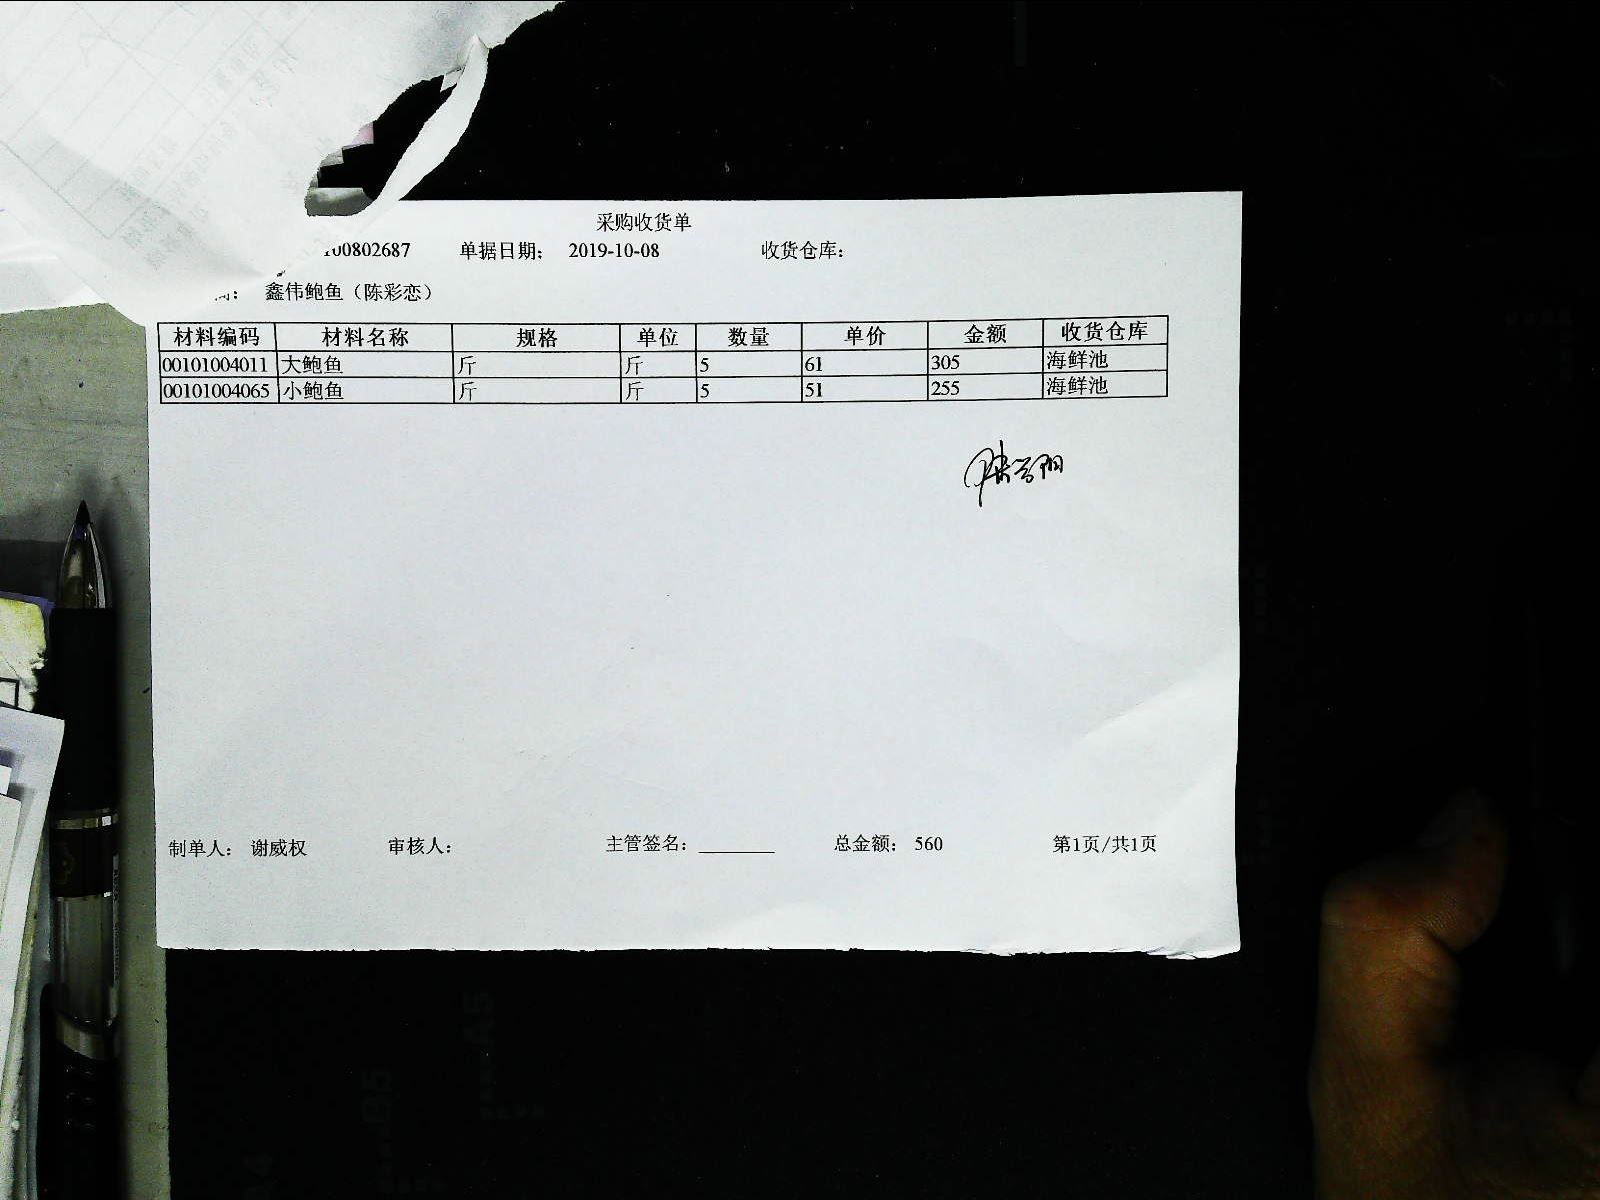 采购收货单
00802687 单据日期: 2019-10-08 收货仓库:
鑫伟鲍鱼（陈彩恋）
材料编码 材料名称 规格 单位 数量 单价 金额 收货仓库
00101004011 大鲍鱼 斤 斤 5 61 305 海鲜池
00101004065 小鲍鱼 斤 斤 5 51 255 海鲜池
制单人: 谢威权 审核人: 主管签名: 总金额: 560 第1页/共1页